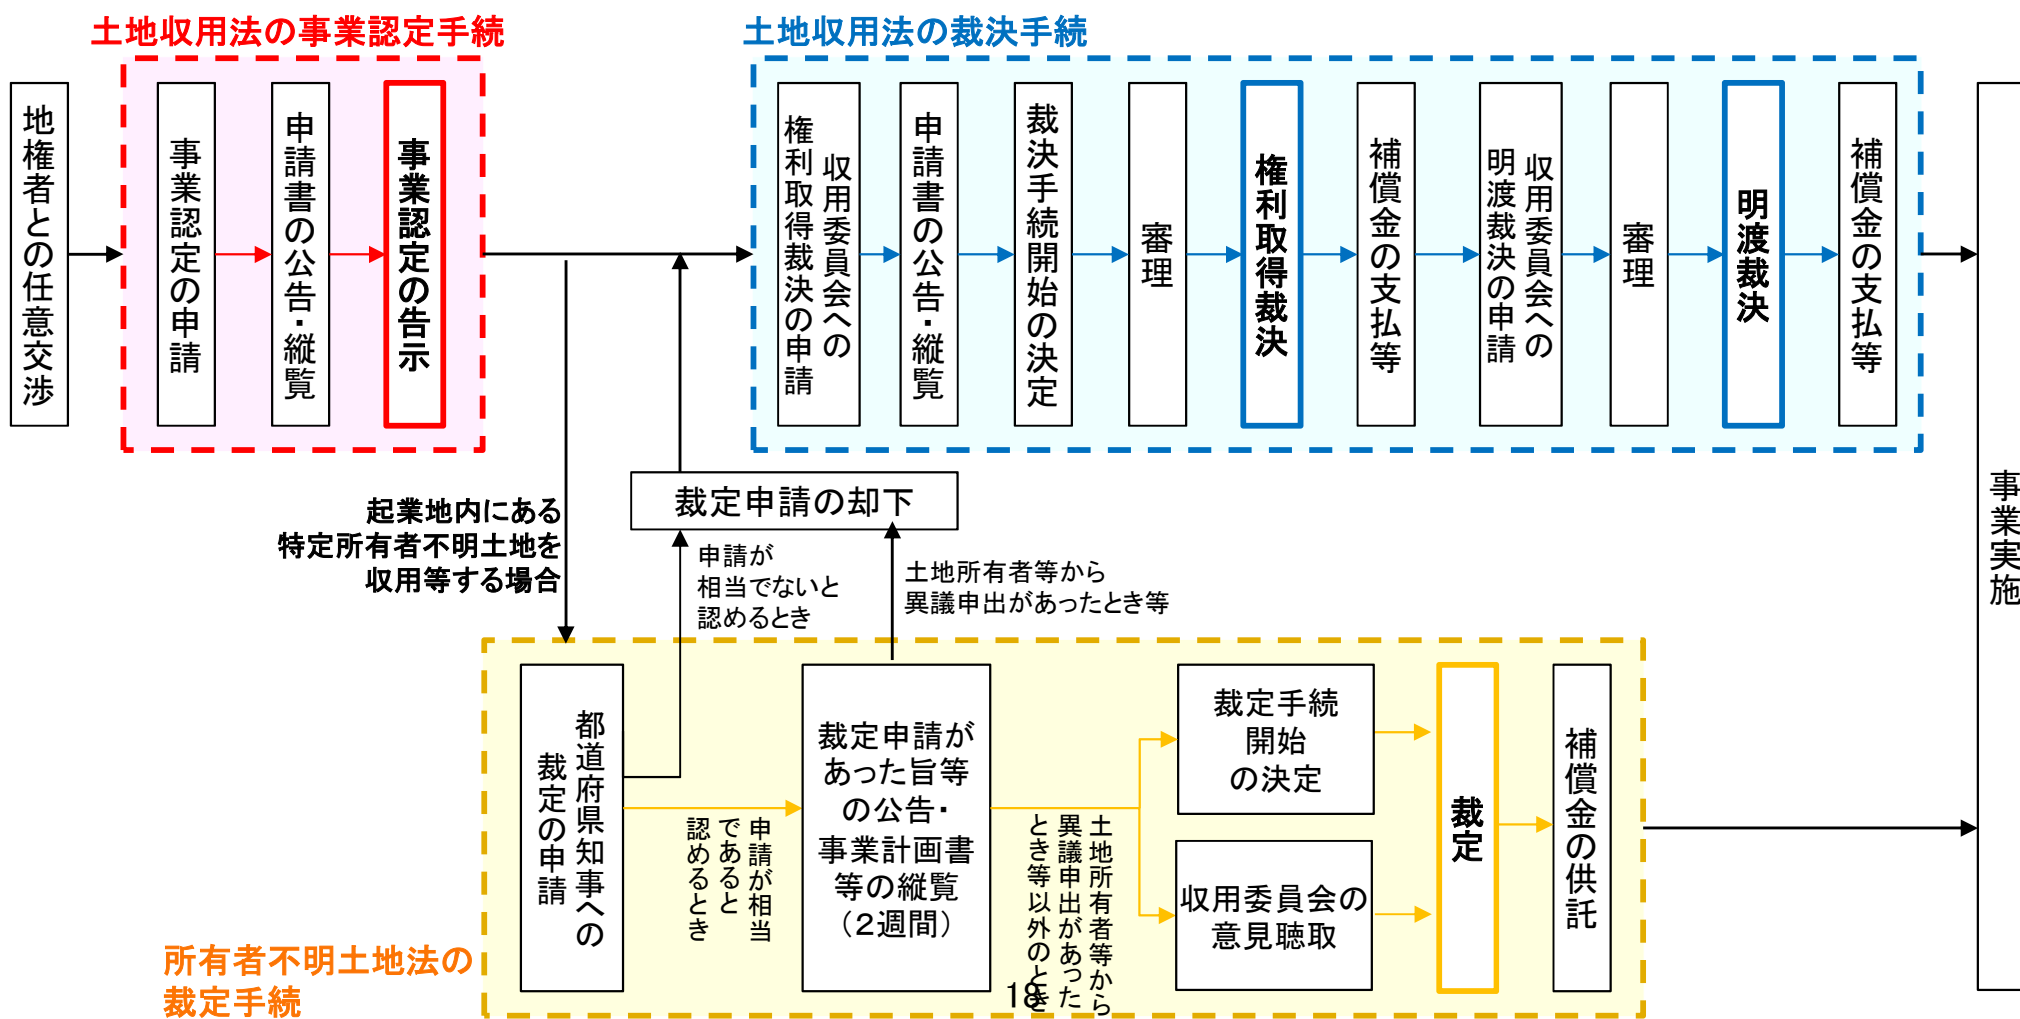 土地収用法の事業認定手続
土地収用法の裁決手続
地権者との任意交渉
事業認定の申請
申請書の公告・縦覧
事業認定の告示
収用委員会への
権利取得裁決の申請
申請書の公告・縦覧
裁決手続開始の決定
審理
権利取得裁決
補償金の支払等
収用委員会への
明渡裁決の申請
審理
明渡裁決
補償金の支払等
事業実施
起業地内にある
特定所有者不明土地を
収用等する場合
裁定申請の却下
申請が
相当でないと
認めるとき
土地所有者等から
異議申出があったとき等
都道府県知事への
裁定の申請
申請が相当
であると
認めるとき
裁定申請が
あった旨等
の公告・
事業計画書
等の縦覧
（２週間）
土地所有者等から
異議申出があった
とき等以外のとき
裁定手続
開始
の決定
収用委員会の
意見聴取
裁定
補償金の供託
所有者不明土地法の
裁定手続
18